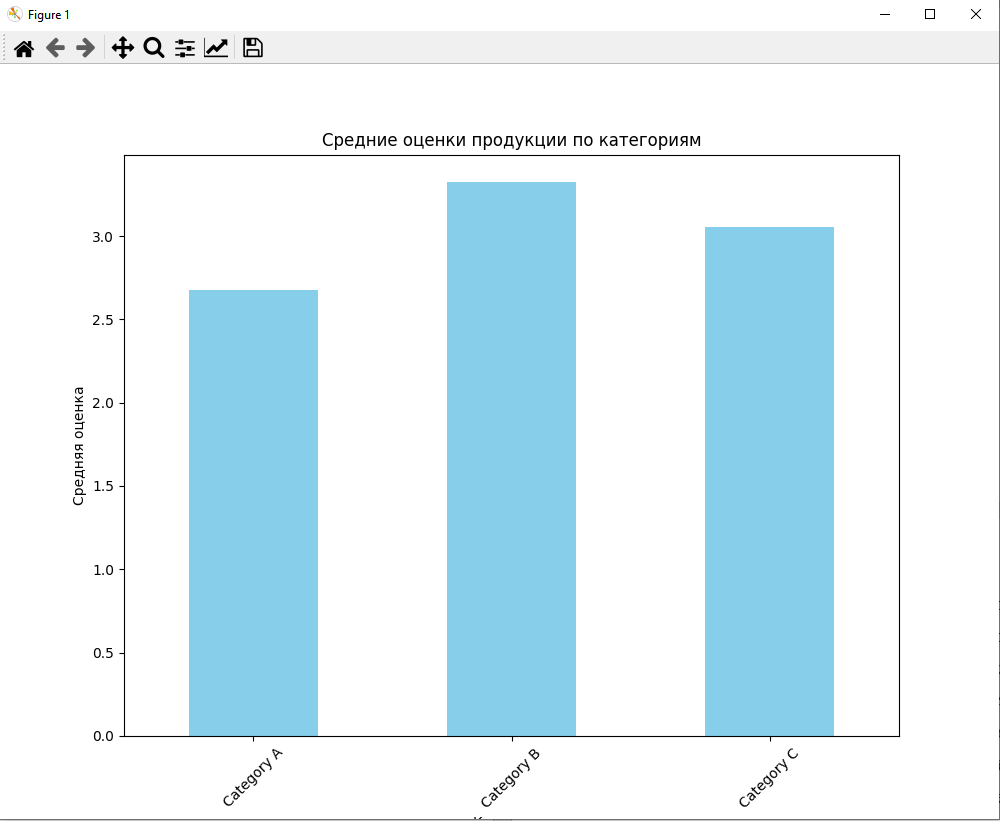 Figure 1
Средние оценки продукции по категориям
Средняя оценка
3.0
2.5
2.0
1.5
1.0
0.5
0.0
Category A
Category B
Category C